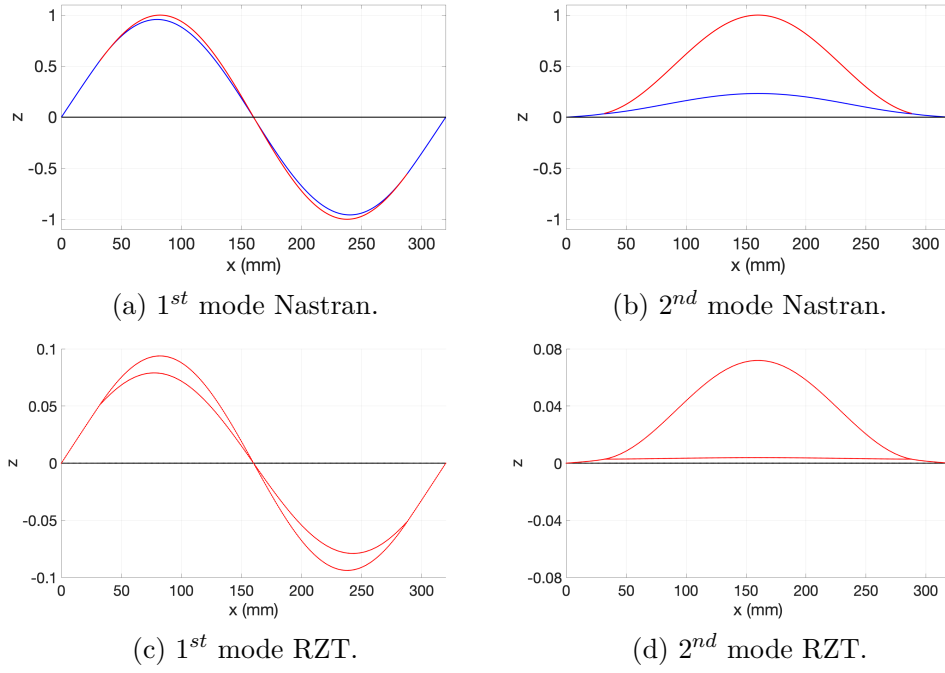 1
0.5
0
-0.5
-1
z
0 50 100 150 200 250 300
x (mm)
(a) 1st mode Nastran.
1
0.5
0
-0.5
-1
z
0 50 100 150 200 250 300
x (mm)
(b) 2nd mode Nastran.
0.1
0.05
0
-0.05
-0.1
z
0 50 100 150 200 250 300
x (mm)
(c) 1st mode RZT.
0.08
0.04
0
-0.04
-0.08
z
0 50 100 150 200 250 300
x (mm)
(d) 2nd mode RZT.